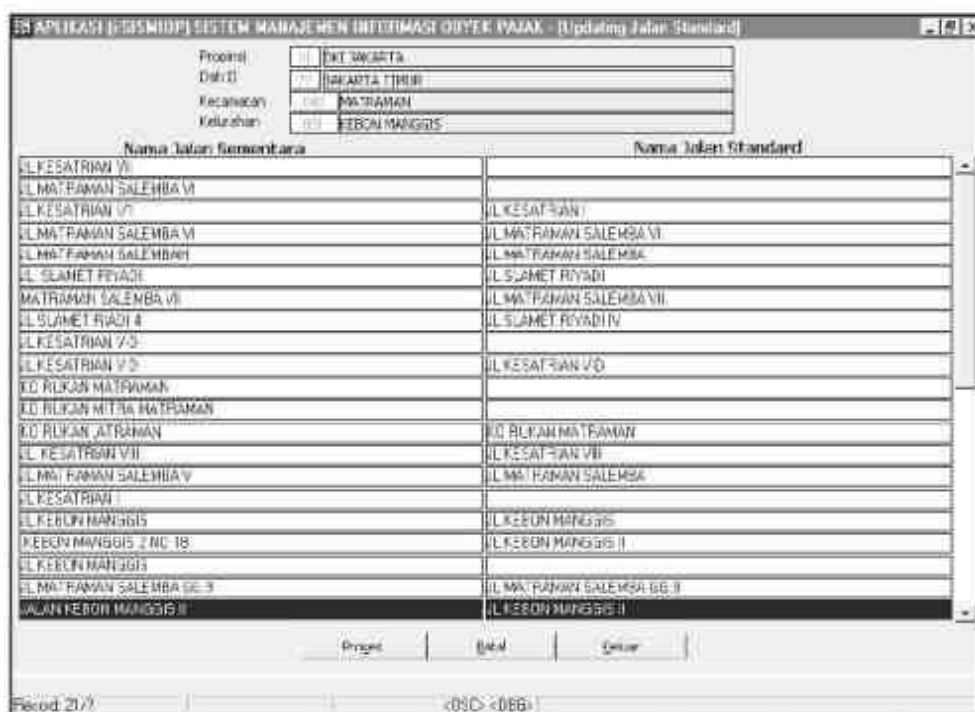 APLIKASI [SISMIOP] SISTEM MANAJEMEN INFORMASI OBYEK PAJAK - [Updating Jalan Standard]
Propinsi DKI JAKARTA
Dati II JAKARTA TIMUR
Kecamatan MATRAMAN
Kelurahan KEBON MANGGIS
Nama Jalan Sementara Nama Jalan Standard
JL KESATRIAN VII
JL MATRAMAN SALEMBA VI
JL KESATRIAN JL KESATRIAN I
JL.MATRAMAN SALEMBA VI JL.MATRAMAN SALEMBA VI
JL.MATRAMAN SALEMBAH JL.MATRAMAN SALEMBA
JL. SLAMET RIYADI JL SLAMET RIYADI
MATRAMAN SALEMBA VII JL MATRAMAN SALEMBA VII
JL SLAMET RIADI 4 JL SLAMET RIYADI IV
JL KESATRIAN V-D
JL KESATRIAN V D JL KESATRIAN V/D
KO RUKAN MATRAMAN
KO RUKAN MITRA MATRAMAN
KO RUKAN JATRAMAN KO RUKAN MATRAMAN
JL. KESATRIAN VIII JL KESATRIAN VIII
JL MATRAMAN SALEMBA V JL MATRAMAN SALEMBA
JL KESATRIAN I
JL KEBON MANGGIS JL KEBON MANGGIS
KEBON MANGGIS 2 NO 18 JL KEBON MANGGIS II
JL KEBON MANGGIS
JL MATRAMAN SALEMBA GG. 9 JL MATRAMAN SALEMBA GG. 9
JALAN KEBON MANGGIS II JL KEBON MANGGIS II
Proses Batal Keluar
Record: 21/? <OSC> <DBG>